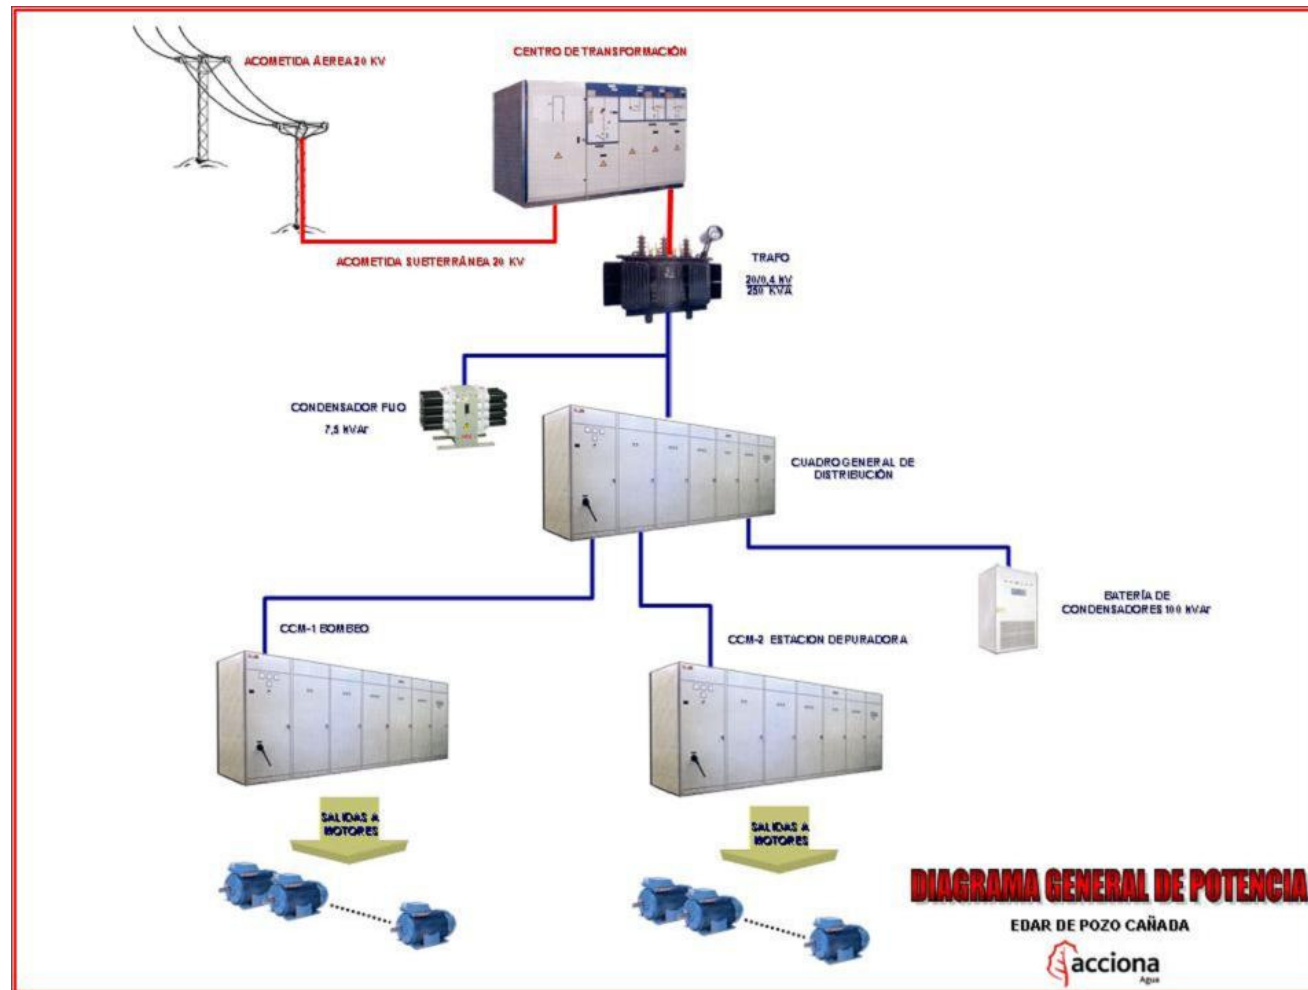 ACOMETIDA ÁEREA 20 KV
CENTRO DE TRANSFORMACIÓN
ACOMETIDA SUBTERRÁNEA 20 KV
TRAFO
20/0,4 KV
250 KVA
CONDENSADOR FIJO
7,5 KVAr
CUADRO GENERAL DE
DISTRIBUCIÓN
BATERÍA DE
CONDENSADORES 100 KVAr
CCM-1 BOMBEO
CCM-2 ESTACION DEPURADORA
SALIDAS A
MOTORES
SALIDAS A
MOTORES
DIAGRAMA GENERAL DE POTENCIA
EDAR DE POZO CAÑADA
acciona
Agua